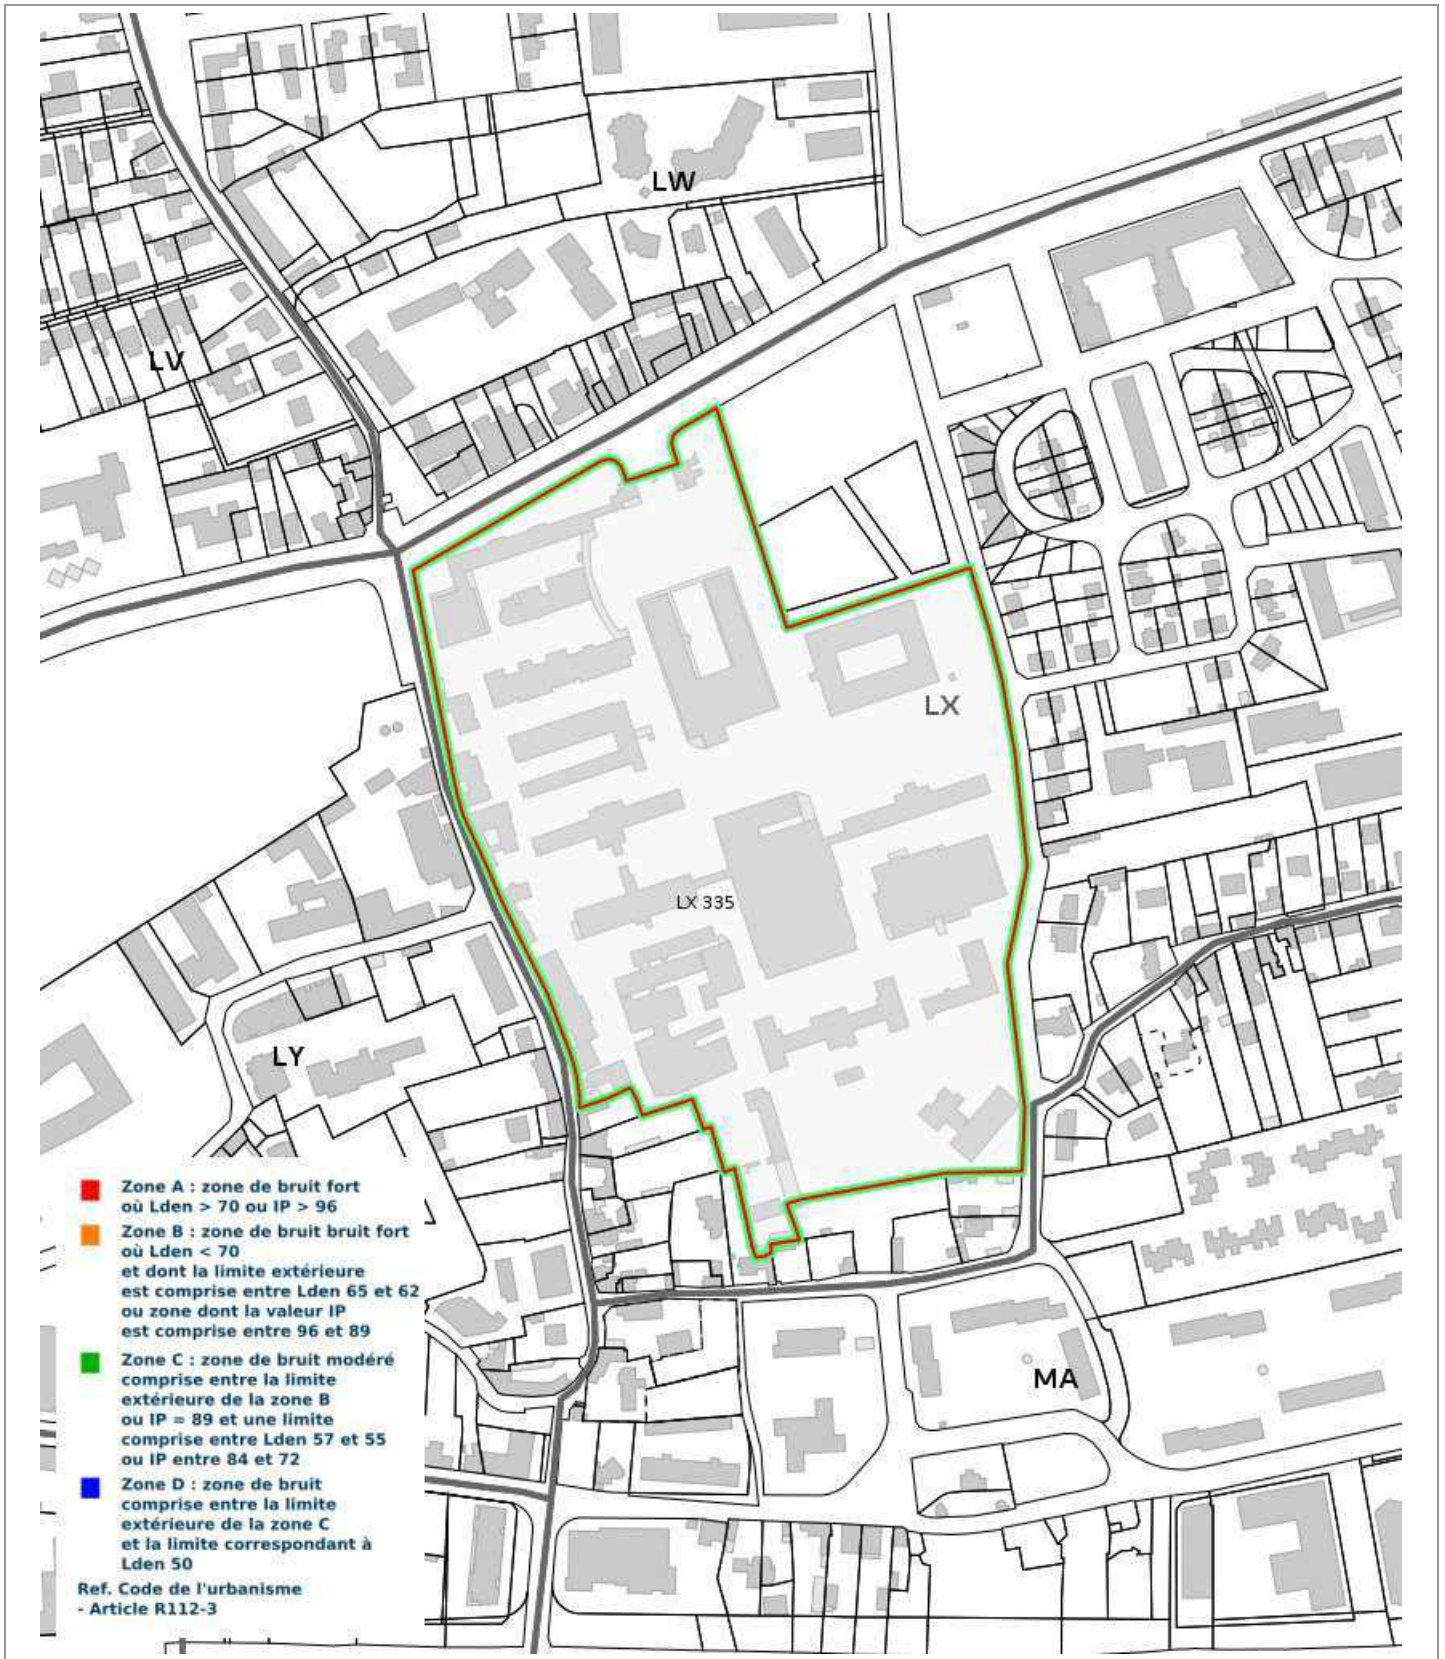 LW
LV
LX
LX 335
LY
Zone A : zone de bruit fort
où Lden > 70 ou IP > 96
Zone B : zone de bruit bruit fort
où Lden < 70
et dont la limite extérieure
est comprise entre Lden 65 et 62
ou zone dont la valeur IP
est comprise entre 96 et 89
Zone C : zone de bruit modéré
comprise entre la limite
extérieure de la zone B
ou IP = 89 et une limite
comprise entre Lden 57 et 55
ou IP entre 84 et 72
Zone D : zone de bruit
comprise entre la limite
extérieure de la zone C
et la limite correspondant à
Lden 50
Ref. Code de l'urbanisme
- Article R112-3
MA